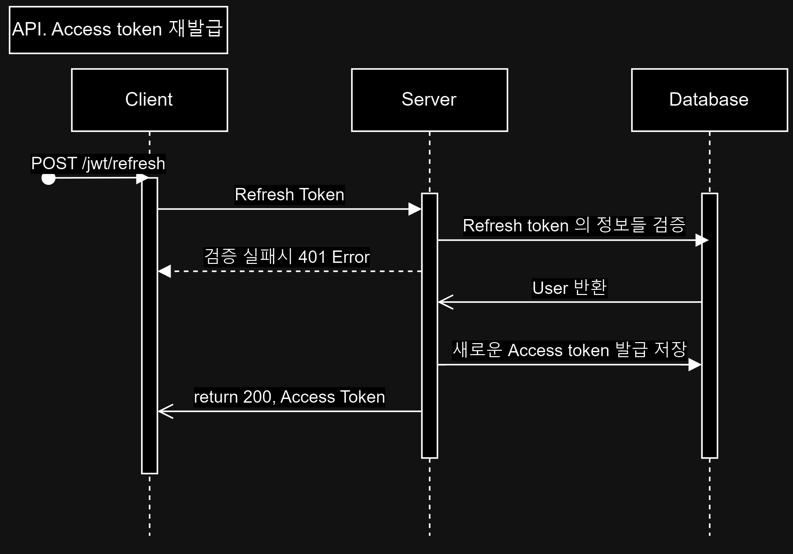 API. Access token 재발급
Client
Server
Database
POST /jwt/refresh
Refresh Token
Refresh token 의 정보들 검증
검증 실패시 401 Error
User 반환
새로운 Access token 발급 저장
return 200, Access Token